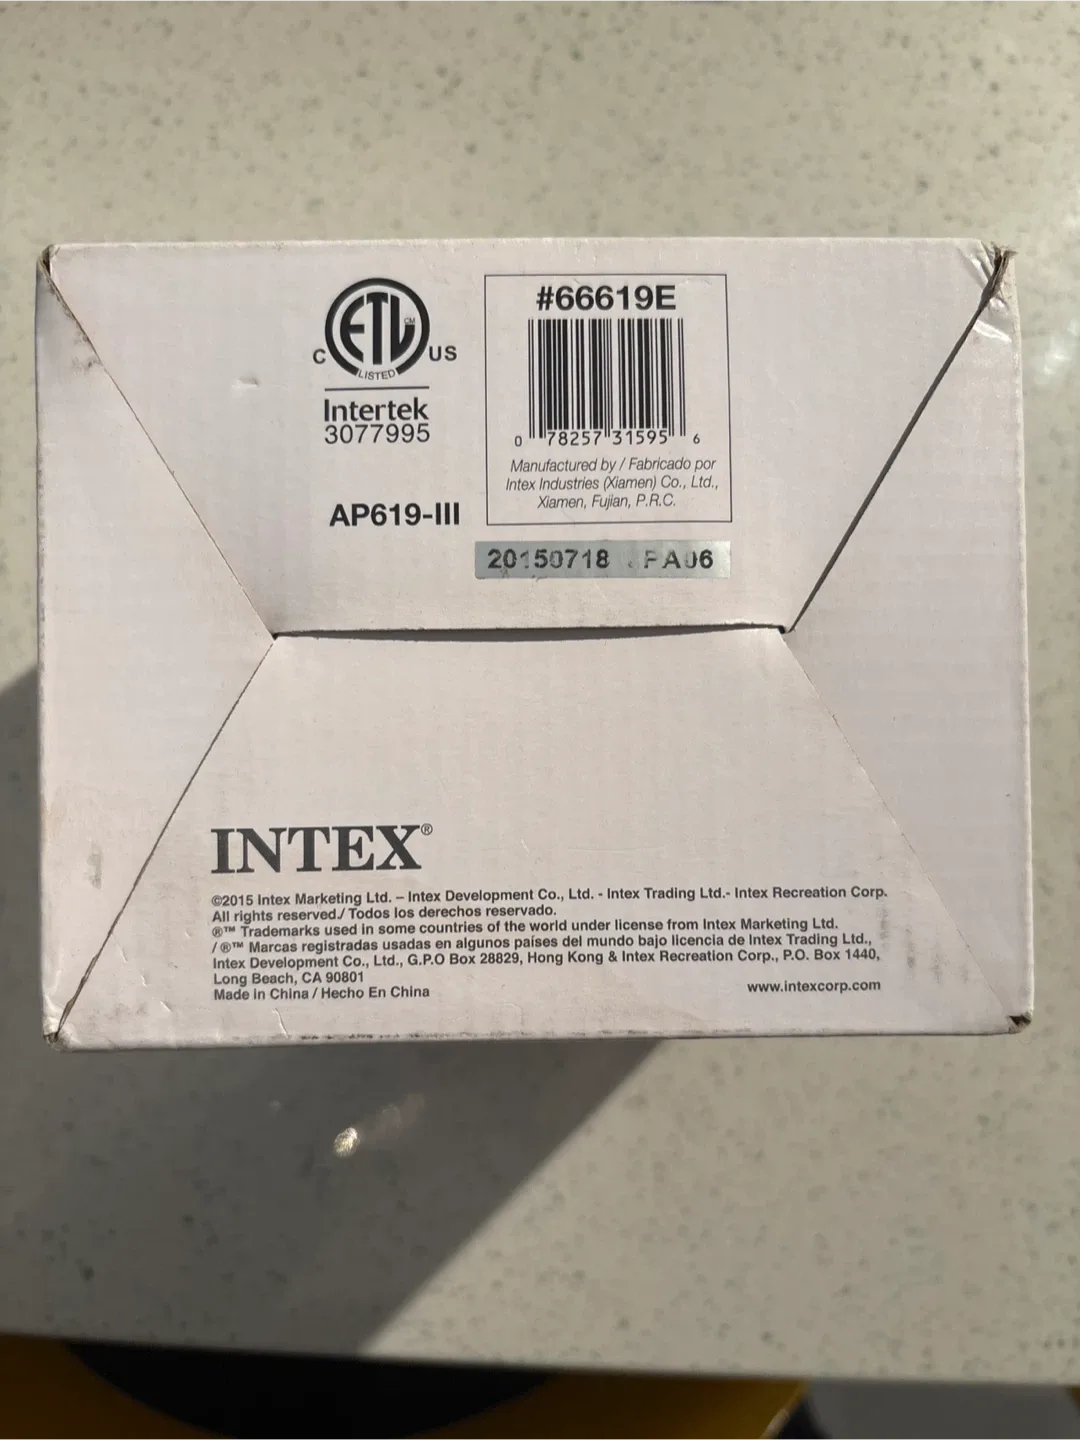 ETL CM
C US
LISTED
Intertek
3077995
AP619-III
#66619E
0 78257 31595 6
Manufactured by / Fabricado por
Intex Industries (Xiamen) Co., Ltd.,
Xiamen, Fujian, P.R.C.
20150718 . PA06
INTEX®
©2015 Intex Marketing Ltd. – Intex Development Co., Ltd. - Intex Trading Ltd.- Intex Recreation Corp.
All rights reserved./ Todos los derechos reservado.
®™ Trademarks used in some countries of the world under license from Intex Marketing Ltd.
/ ®™ Marcas registradas usadas en algunos países del mundo bajo licencia de Intex Trading Ltd.,
Intex Development Co., Ltd., G.P.O Box 28829, Hong Kong & Intex Recreation Corp., P.O. Box 1440,
Long Beach, CA 90801
Made in China / Hecho En China
www.intexcorp.com